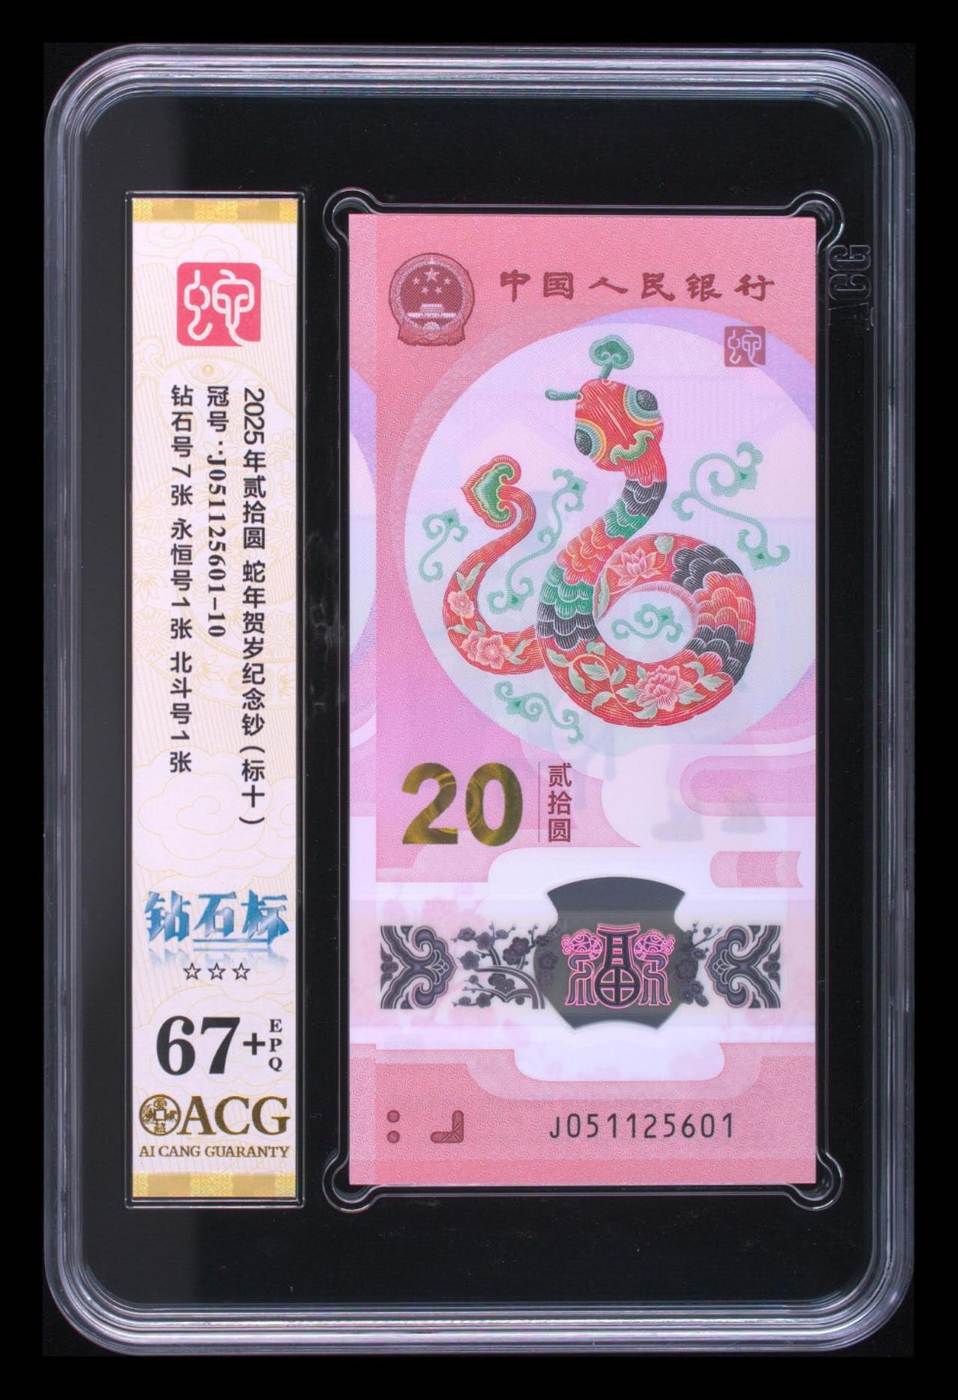 蛇
2025年贰拾圆 蛇年贺岁纪念钞（标十）
冠号：J051125601-10
钻石号7张 永恒号1张 北斗号1张
钻石标
☆☆☆
67+
EPQ
ACG
AI CANG GUARANTY
中国人民银行
蛇
20
贰拾圆
福
J051125601
ACG